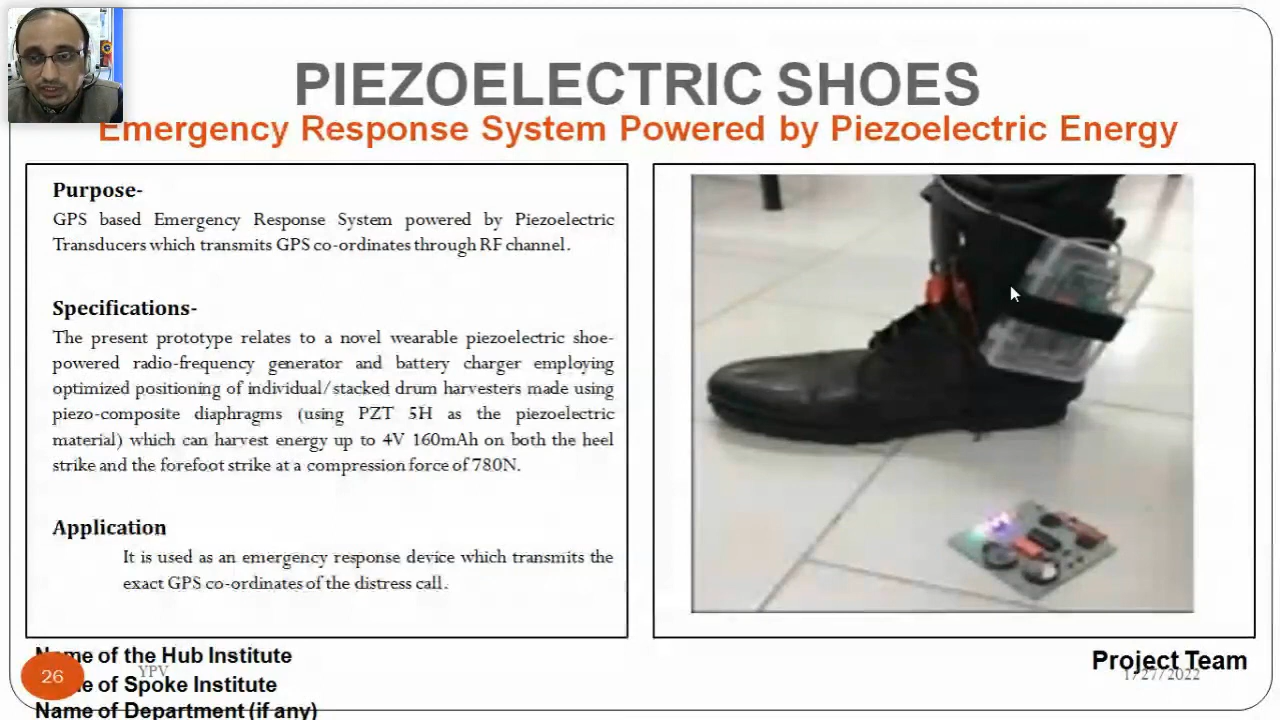 PIEZOELECTRIC SHOES
Emergency Response System Powered by Piezoelectric Energy
Purpose-
GPS based Emergency Response System powered by Piezoelectric
Transducers which transmits GPS co-ordinates through RF channel.
Specifications-
The present prototype relates to a novel wearable piezoelectric shoe-
powered radio-frequency generator and battery charger employing
optimized positioning of individual/stacked drum harvesters made using
piezo-composite diaphragms (using PZT 5H as the piezoelectric
material) which can harvest energy up to 4V 160mAh on both the heel
strike and the forefoot strike at a compression force of 780N.
Application
It is used as an emergency response device which transmits the
exact GPS co-ordinates of the distress call.
Name of the Hub Institute
Name of Spoke Institute
Name of Department (if any)
26
YPV
Project Team
1/27/2022